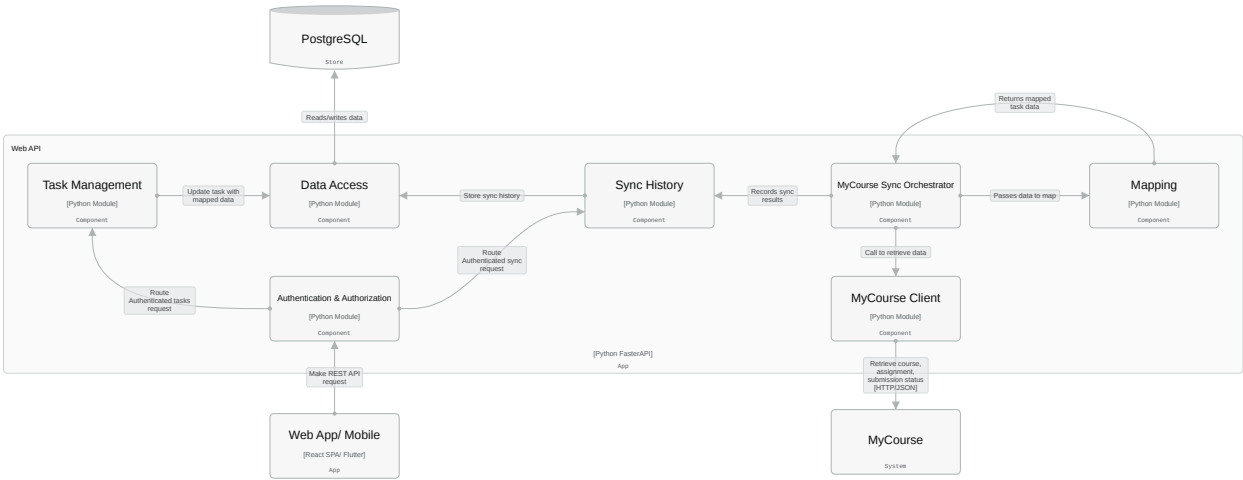 PostgreSQL
Store
Reads/writes data
Returns mapped
task data
Web API
Task Management
[Python Module]
Component
Update task with
mapped data
Data Access
[Python Module]
Component
Store sync history
Sync History
[Python Module]
Component
Records sync
results
MyCourse Sync Orchestrator
[Python Module]
Component
Passes data to map
Mapping
[Python Module]
Component
Route
Authenticated sync
request
Call to retrieve data
Route
Authenticated tasks
request
Authentication & Authorization
[Python Module]
Component
MyCourse Client
[Python Module]
Component
[Python FasterAPI]
App
Make REST API
request
Retrieve course,
assignment,
submission status
[HTTP/JSON]
Web App/ Mobile
[React SPA/ Flutter]
App
MyCourse
System